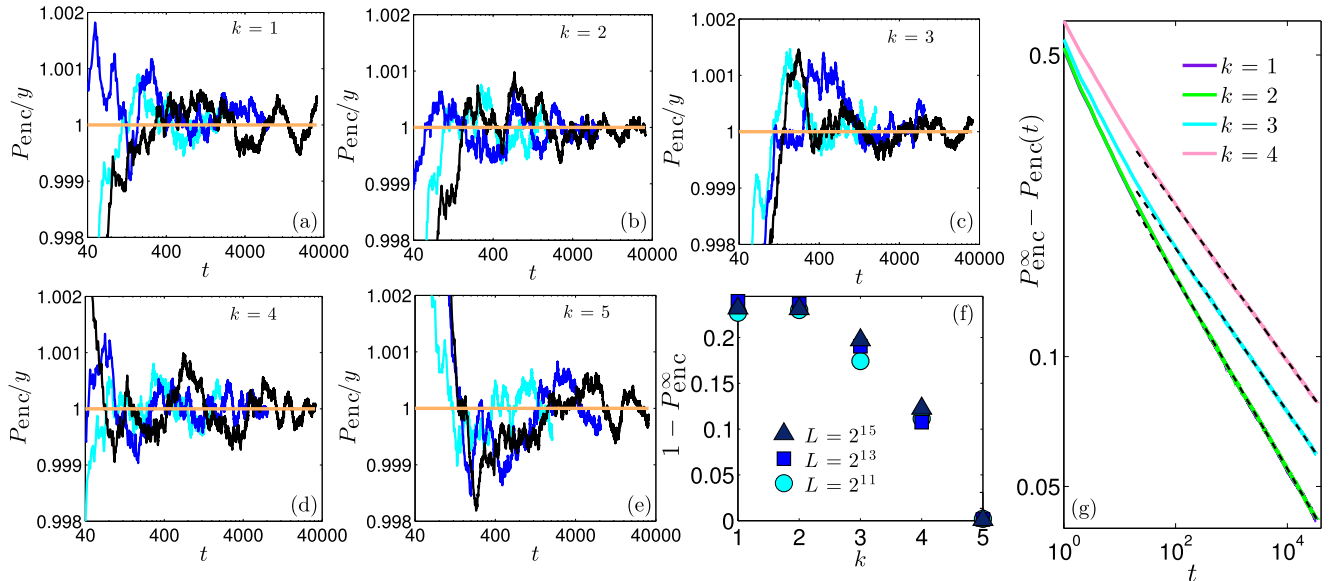 1.002
1.001
1
0.999
0.998
P_enc/y
k = 1
(a)
40 400 4000 40000
t
1.002
1.001
1
0.999
0.998
P_enc/y
k = 2
(b)
40 400 4000 40000
t
1.002
1.001
1
0.999
0.998
P_enc/y
k = 3
(c)
40 400 4000 40000
t
1.002
1.001
1
0.999
0.998
P_enc/y
k = 4
(d)
40 400 4000 40000
t
1.002
1.001
1
0.999
0.998
P_enc/y
k = 5
(e)
40 400 4000 40000
t
0.2
0.15
0.1
0.05
0
1 − P_enc^∞
(f)
L = 2^15
L = 2^13
L = 2^11
1 2 3 4 5
k
0.5
0.1
0.05
P_enc^∞ − P_enc(t)
k = 1
k = 2
k = 3
k = 4
(g)
10^0 10^2 10^4
t